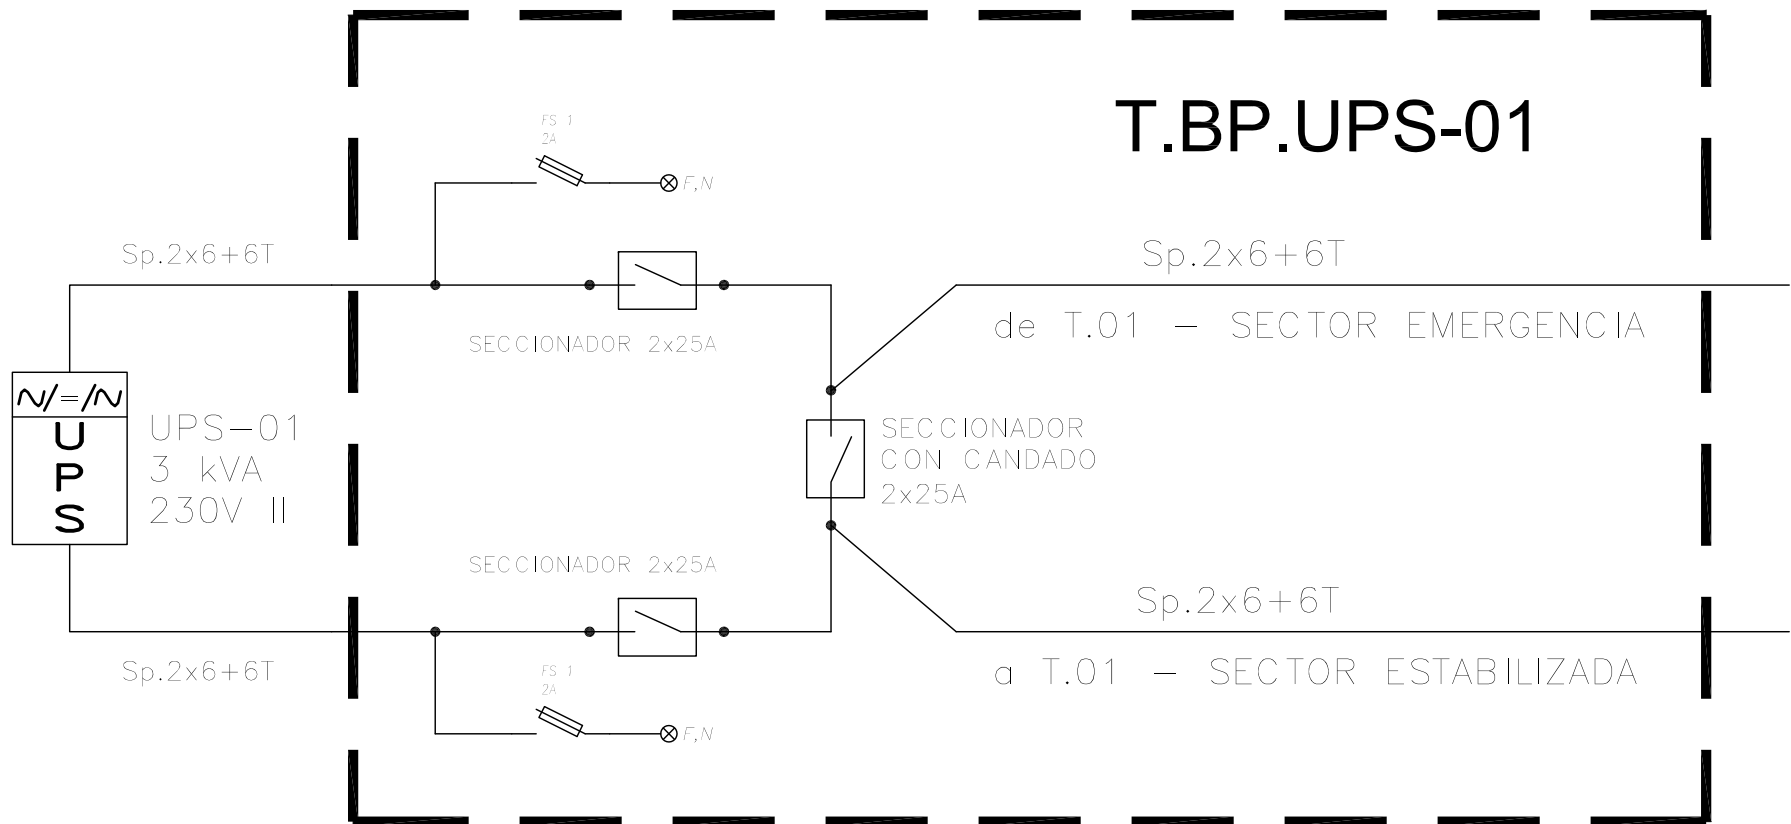 T.BP.UPS-01
FS 1
2A
F,N
Sp.2x6+6T
Sp.2x6+6T
SECCIONADOR 2x25A
de T.01 - SECTOR EMERGENCIA
N/=/N
UPS
UPS-01
3 kVA
230V II
SECCIONADOR
CON CANDADO
2x25A
SECCIONADOR 2x25A
Sp.2x6+6T
Sp.2x6+6T
a T.01 - SECTOR ESTABILIZADA
FS 1
2A
F,N